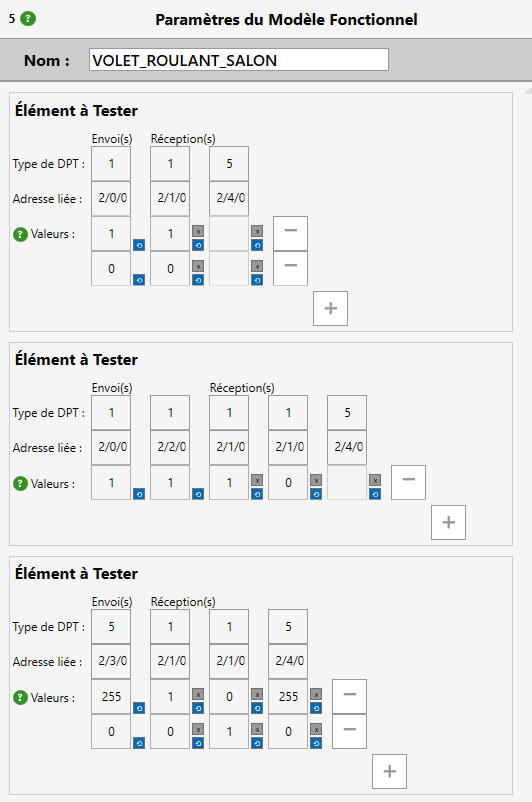 5 ? Paramètres du Modèle Fonctionnel
Nom : VOLET_ROULANT_SALON
Élément à Tester
Envoi(s) Réception(s)
Type de DPT : 1 1 5
Adresse liée : 2/0/0 2/1/0 2/4/0
? Valeurs : 1 1 x x −
0 0 x x −
+
Élément à Tester
Envoi(s) Réception(s)
Type de DPT : 1 1 1 1 5
Adresse liée : 2/0/0 2/2/0 2/1/0 2/1/0 2/4/0
? Valeurs : 1 1 1 x 0 x x −
+
Élément à Tester
Envoi(s) Réception(s)
Type de DPT : 5 1 1 5
Adresse liée : 2/3/0 2/1/0 2/1/0 2/4/0
? Valeurs : 255 1 x 0 x 255 x −
0 0 x 1 x 0 x −
+